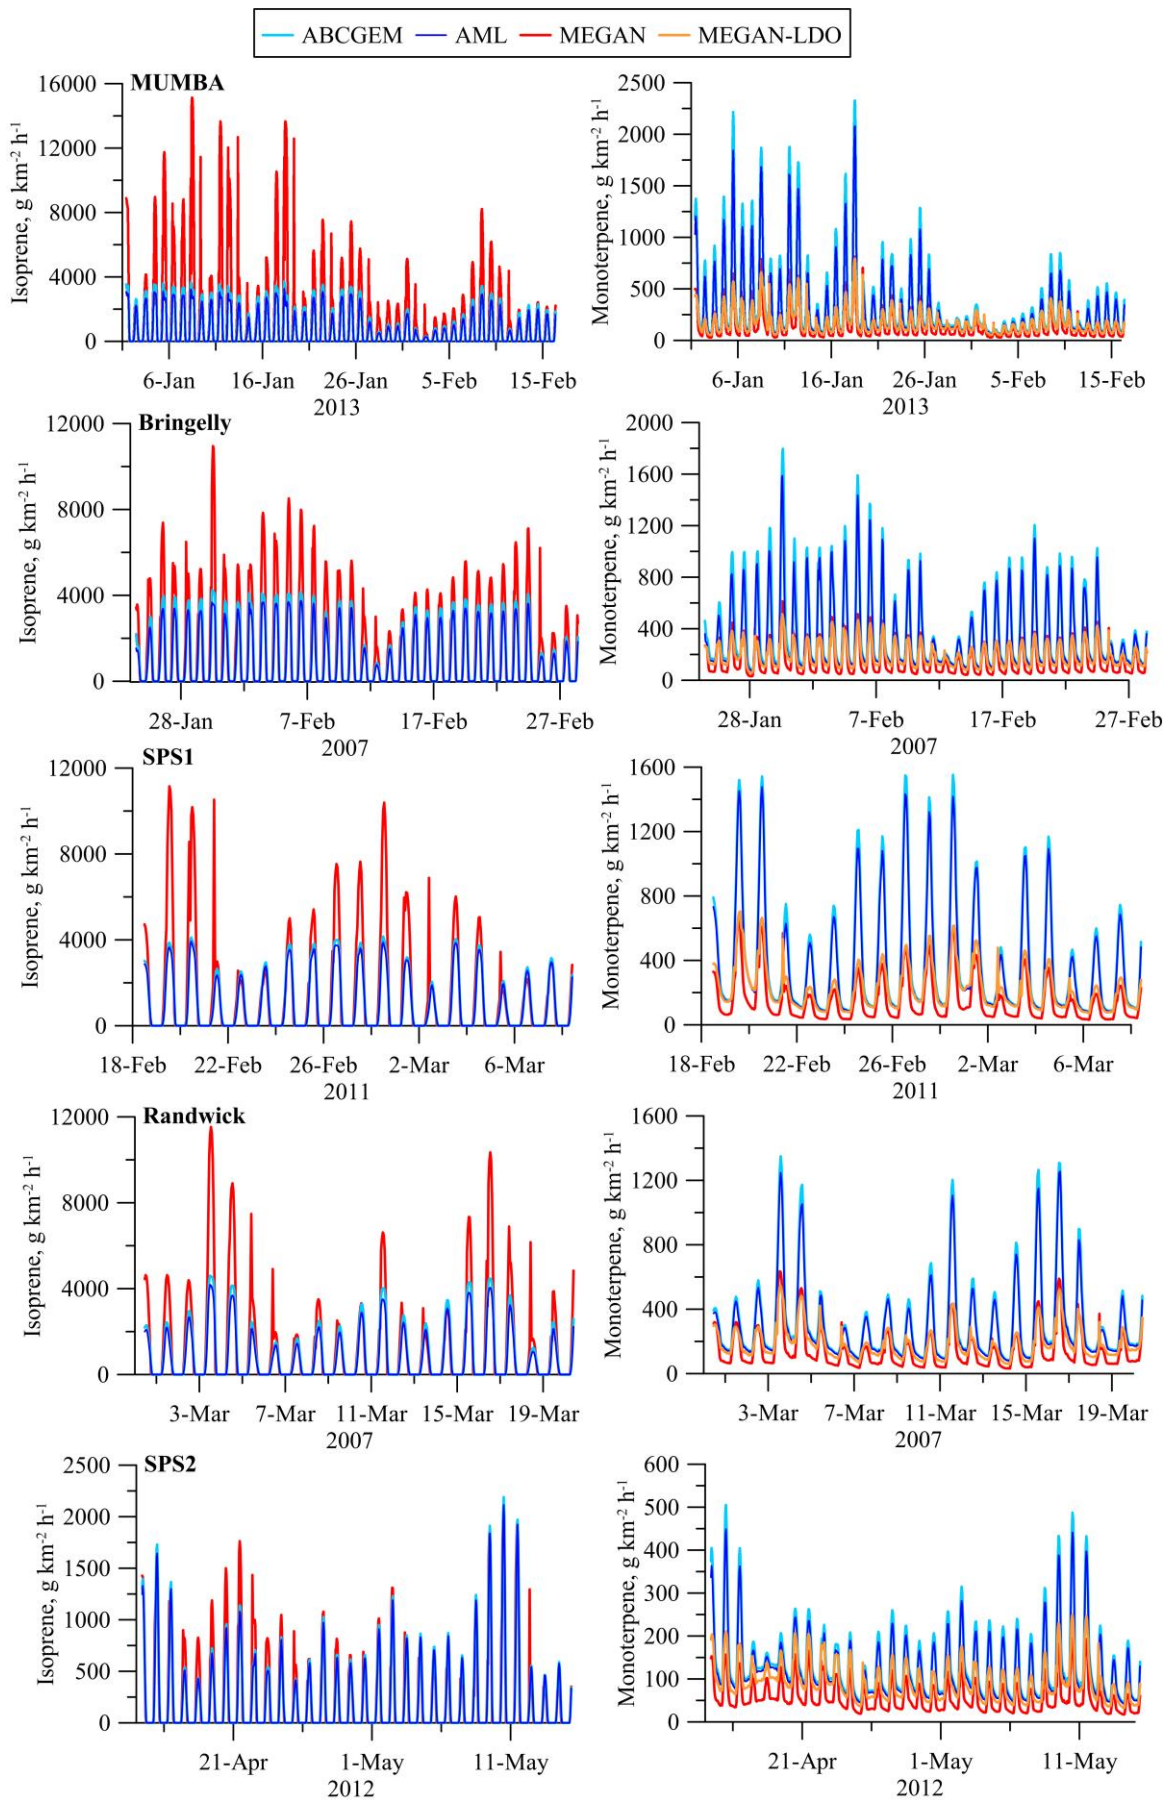 ABCGEM AML MEGAN MEGAN-LDO
MUMBA
Isoprene, g km-2 h-1
16000
12000
8000
4000
0
6-Jan 16-Jan 26-Jan 5-Feb 15-Feb
2013
Monoterpene, g km-2 h-1
2500
2000
1500
1000
500
0
6-Jan 16-Jan 26-Jan 5-Feb 15-Feb
2013
Bringelly
Isoprene, g km-2 h-1
12000
8000
4000
0
28-Jan 7-Feb 17-Feb 27-Feb
2007
Monoterpene, g km-2 h-1
2000
1600
1200
800
400
0
28-Jan 7-Feb 17-Feb 27-Feb
2007
SPS1
Isoprene, g km-2 h-1
12000
8000
4000
0
18-Feb 22-Feb 26-Feb 2-Mar 6-Mar
2011
Monoterpene, g km-2 h-1
1600
1200
800
400
0
18-Feb 22-Feb 26-Feb 2-Mar 6-Mar
2011
Randwick
Isoprene, g km-2 h-1
12000
8000
4000
0
3-Mar 7-Mar 11-Mar 15-Mar 19-Mar
2007
Monoterpene, g km-2 h-1
1600
1200
800
400
0
3-Mar 7-Mar 11-Mar 15-Mar 19-Mar
2007
SPS2
Isoprene, g km-2 h-1
2500
2000
1500
1000
500
0
21-Apr 1-May 11-May
2012
Monoterpene, g km-2 h-1
600
500
400
300
200
100
0
21-Apr 1-May 11-May
2012